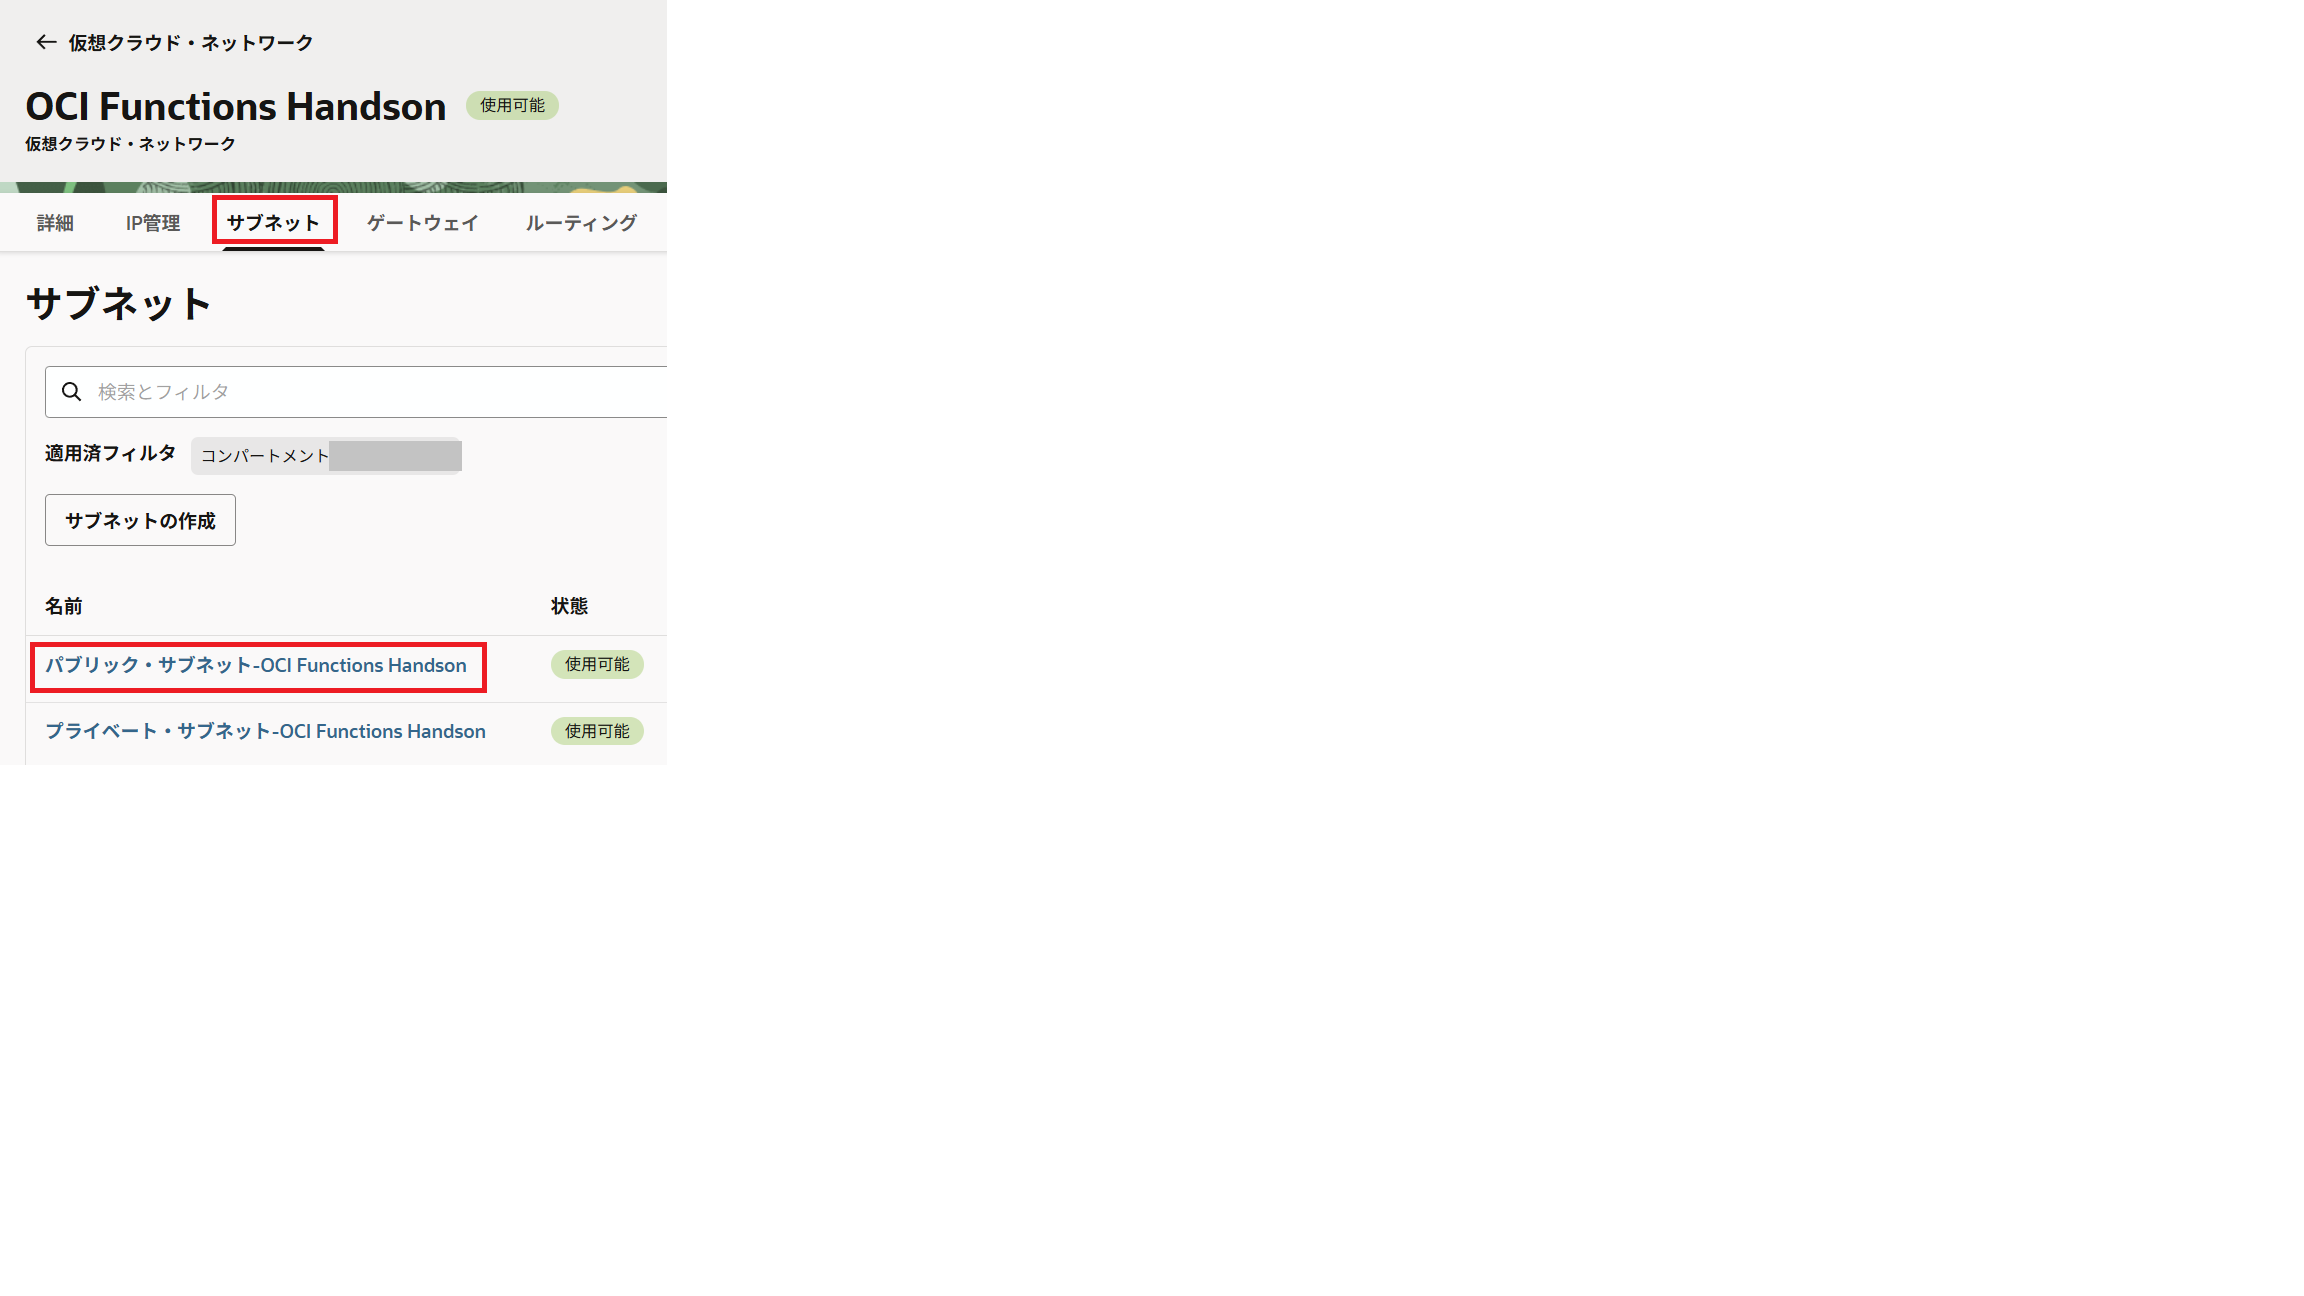 仮想クラウド・ネットワーク
OCI Functions Handson 使用可能
仮想クラウド・ネットワーク
詳細 IP管理 サブネット ゲートウェイ ルーティング
サブネット
検索とフィルタ
適用済フィルタ コンパートメント
サブネットの作成
名前 状態
パブリック・サブネット-OCI Functions Handson 使用可能
プライベート・サブネット-OCI Functions Handson 使用可能